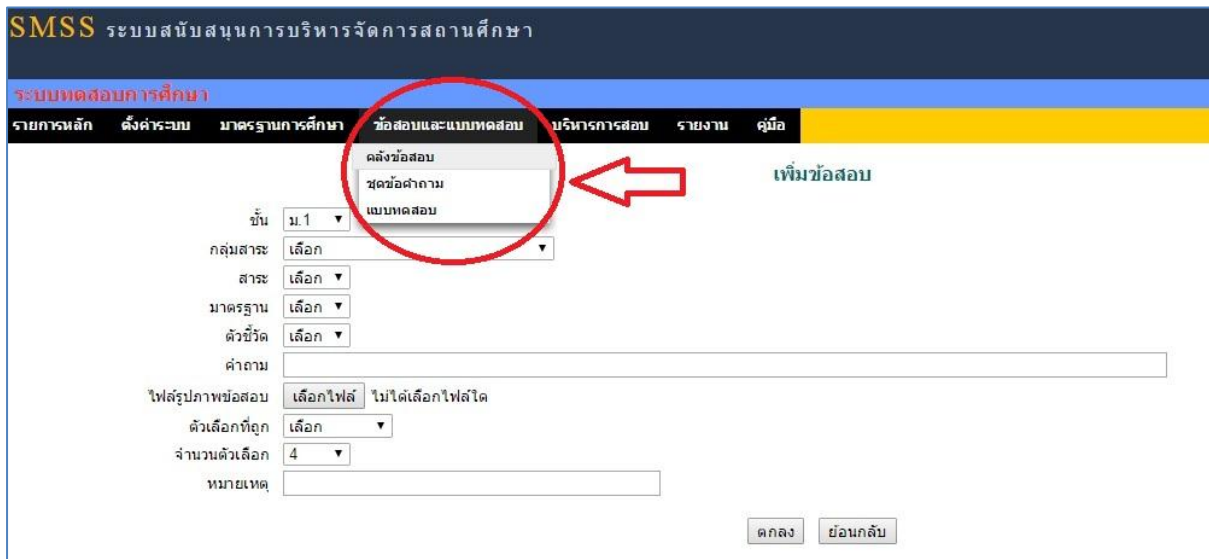 SMSS ระบบสนับสนุนการบริหารจัดการสถานศึกษา
ระบบทดสอบการศึกษา
รายการหลัก ตั้งค่าระบบ มาตรฐานการศึกษา ข้อสอบและแบบทดสอบ บริหารการสอบ รายงาน คู่มือ
คลังข้อสอบ
ชุดข้อคำถาม
แบบทดสอบ
เพิ่มข้อสอบ
ชั้น ม.1
กลุ่มสาระ เลือก
สาระ เลือก
มาตรฐาน เลือก
ตัวชี้วัด เลือก
คำถาม
ไฟล์รูปภาพข้อสอบ เลือกไฟล์ ไม่ได้เลือกไฟล์ใด
ตัวเลือกที่ถูก เลือก
จำนวนตัวเลือก 4
หมายเหตุ
ตกลง ย้อนกลับ